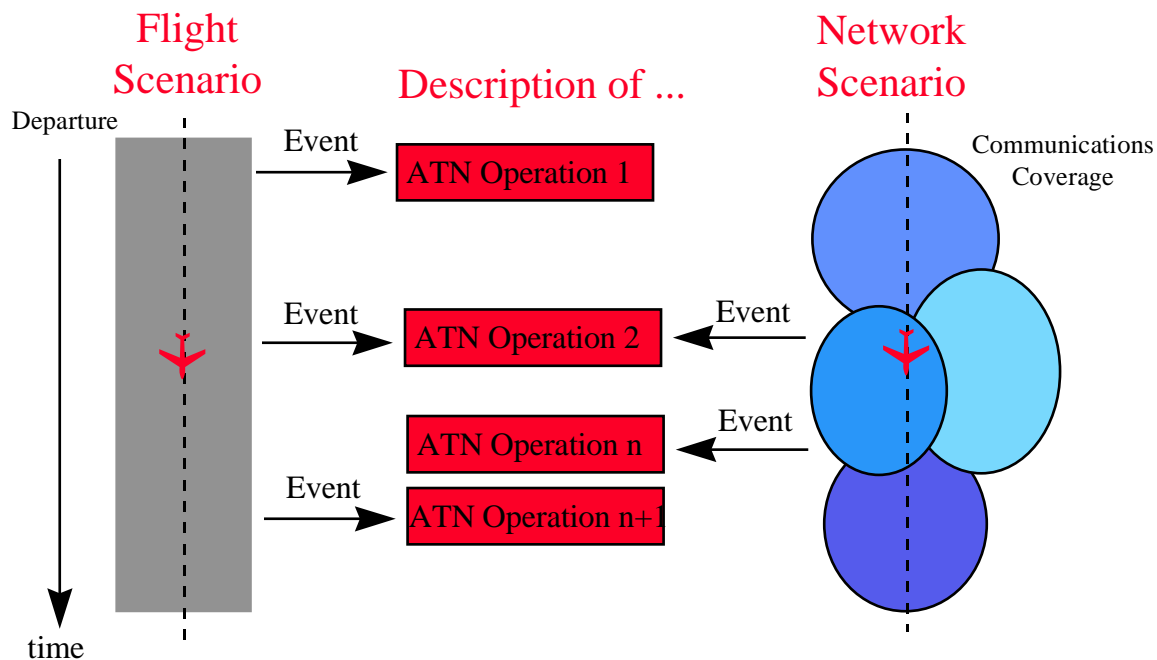 Flight
Scenario
Description of ...
Network
Scenario
Departure
Communications
Coverage
Event
ATN Operation 1
Event
ATN Operation 2
Event
ATN Operation n
Event
Event
ATN Operation n+1
time